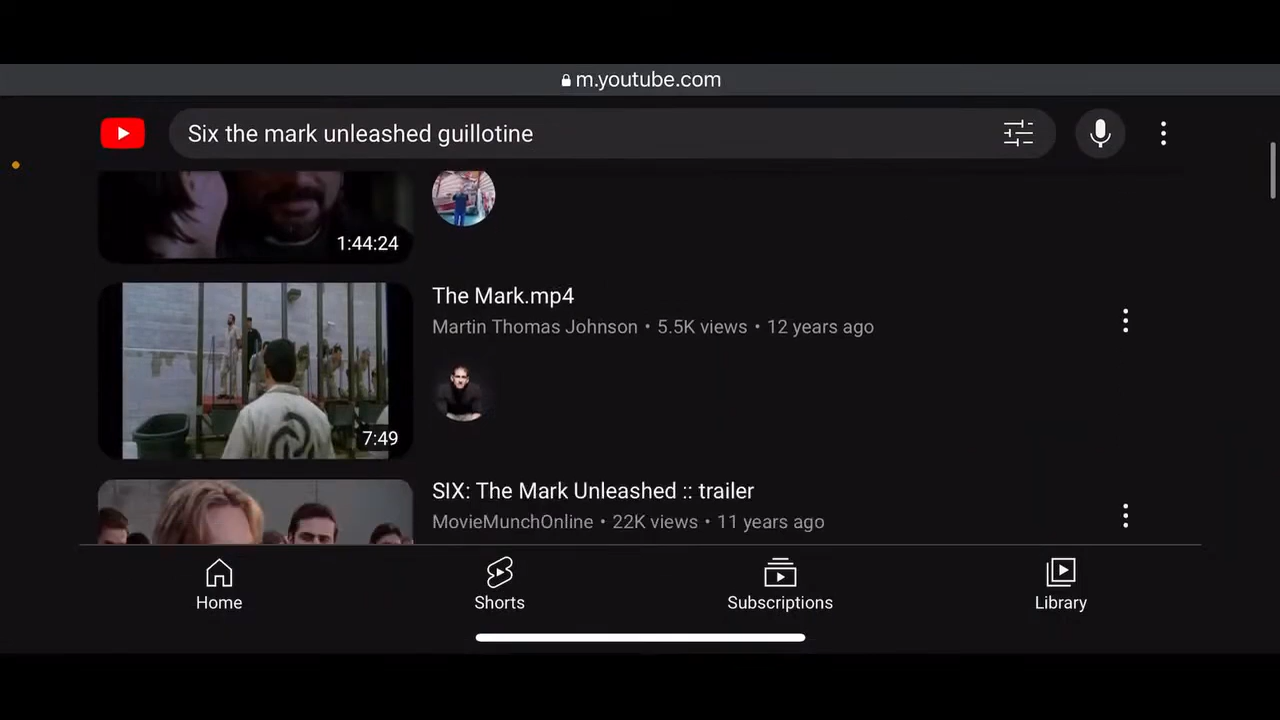 m.youtube.com
Six the mark unleashed guillotine
1:44:24
The Mark.mp4
Martin Thomas Johnson • 5.5K views • 12 years ago
7:49
SIX: The Mark Unleashed :: trailer
MovieMunchOnline • 22K views • 11 years ago
Home
Shorts
Subscriptions
Library